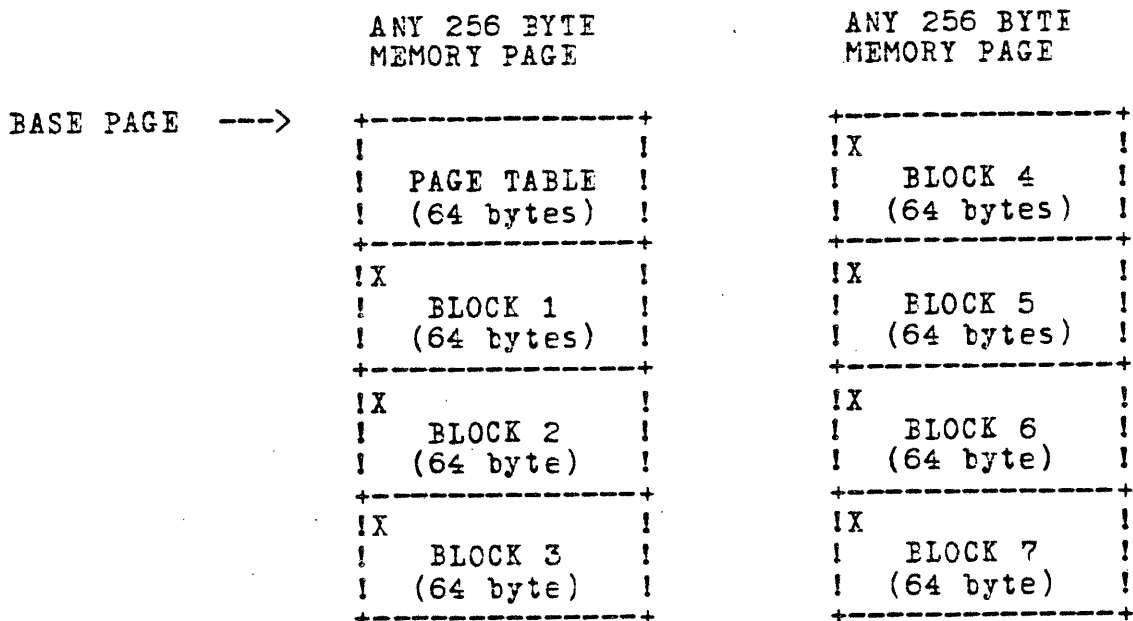 ANY 256 BYTE          ANY 256 BYTE
MEMORY PAGE          MEMORY PAGE
BASE PAGE --->   +---------------+          +---------------+
!               !          !X              !
!  PAGE TABLE   !          !   BLOCK 4     !
!  (64 bytes)   !          !  (64 bytes)   !
+---------------+          +---------------+
!X              !          !X              !
!   BLOCK 1     !          !   BLOCK 5     !
!  (64 bytes)   !          !  (64 bytes)   !
+---------------+          +---------------+
!X              !          !X              !
!   BLOCK 2     !          !   BLOCK 6     !
!  (64 byte)    !          !  (64 byte)    !
+---------------+          +---------------+
!X              !          !X              !
!   BLOCK 3     !          !   BLOCK 7     !
!  (64 byte)    !          !  (64 byte)    !
+---------------+          +---------------+